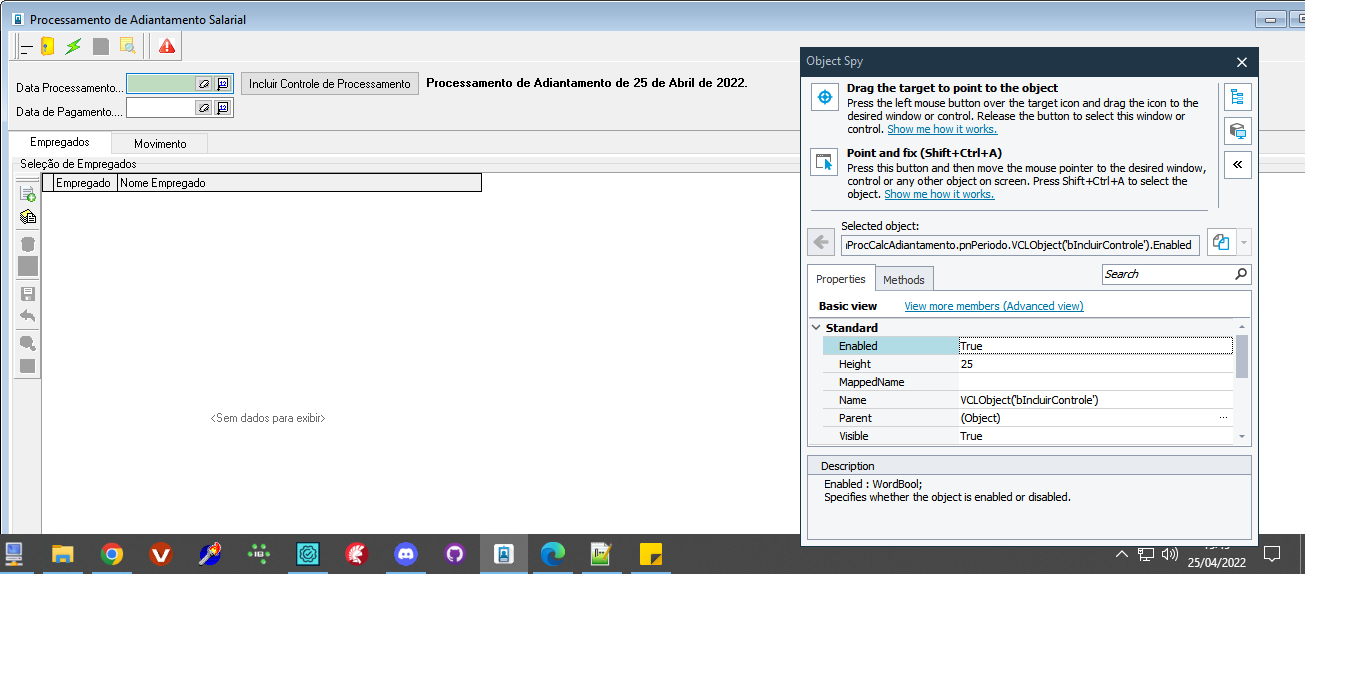 Processamento de Adiantamento Salarial
Data Processamento...
Incluir Controle de Processamento
Processamento de Adiantamento de 25 de Abril de 2022.
Data de Pagamento....
Empregados
Movimento
Seleção de Empregados
Empregado
Nome Empregado
<Sem dados para exibir>
Object Spy
Drag the target to point to the object
Press the left mouse button over the target icon and drag the icon to the
desired window or control. Release the button to select this window or
control. Show me how it works.
Point and fix (Shift+Ctrl+A)
Press this button and then move the mouse pointer to the desired window,
control or any other object on screen. Press Shift+Ctrl+A to select the
object. Show me how it works.
Selected object:
ProcCalcAdiantamento.pnPeriodo.VCLObject('bIncluirControle').Enabled
Properties
Methods
Search
Basic view
View more members (Advanced view)
Standard
Enabled
True
Height
25
MappedName
Name
VCLObject('bIncluirControle')
Parent
(Object)
...
Visible
True
Description
Enabled : WordBool;
Specifies whether the object is enabled or disabled.
25/04/2022